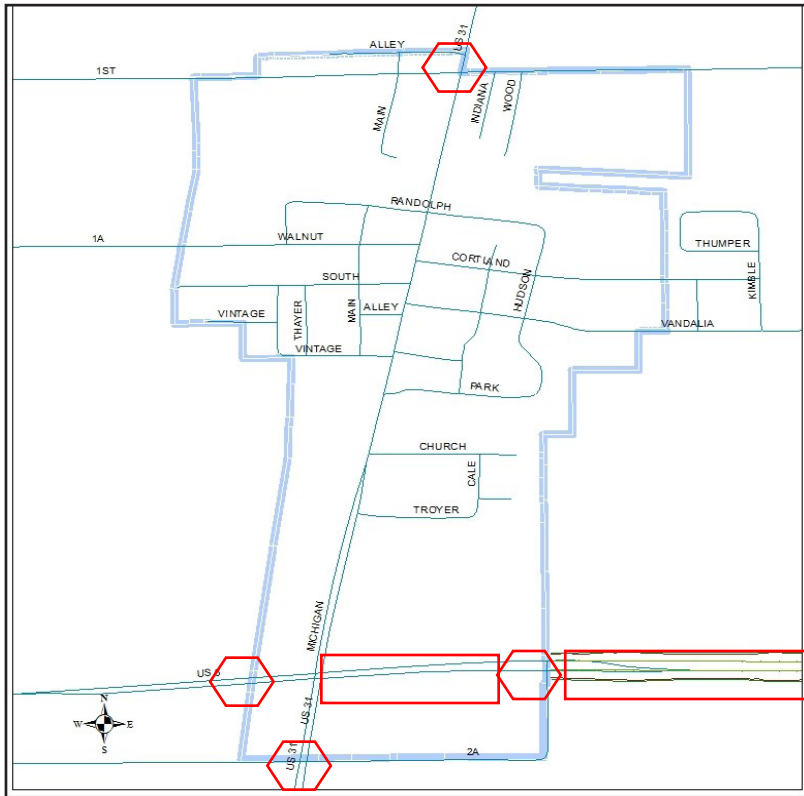 ALLEY
US 31
1ST
INDIANA
WOOD
MAIN
RANDOLPH
1A
WALNUT
CORTLAND
THUMPER
SOUTH
HUDSON
KIMBLE
VINTAGE
THAYER
MAIN
ALLEY
VANDALIA
VINTAGE
PARK
CHURCH
CALE
TROYER
MICHIGAN
US 6
US 31
N
W
E
S
US 31
2A